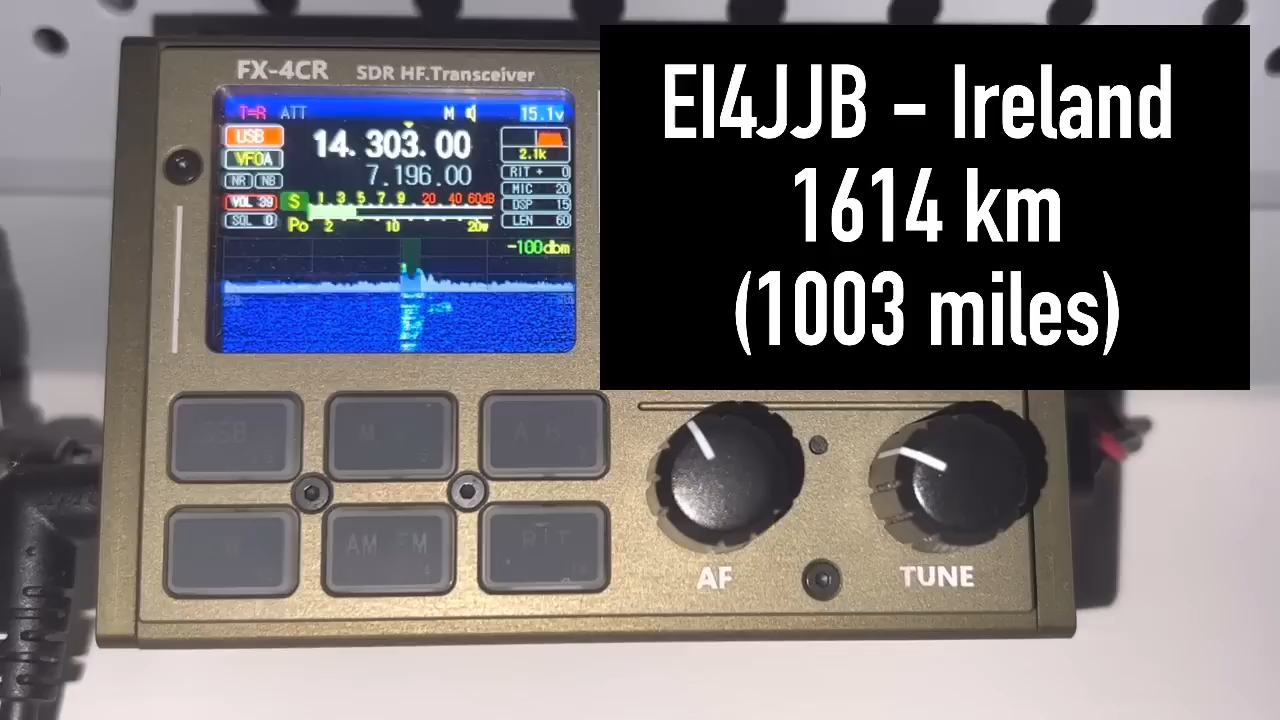 FX-4CR SDR HF.Transceiver
EI4JJB – Ireland
1614 km
(1003 miles)
T=R ATT M 15.1v
USB
14. 303. 00
VFOA
2.1k
7.196.00
NR NB
RIT + 0
VOL 39
S 1 3 5 7 9 20 40 60dB
MIC 20
DSP 15
SQL 0
Po 2 10 20w
LEN 60
-100dbm
SSB
M
A B
AM FM
RIT
AF
TUNE